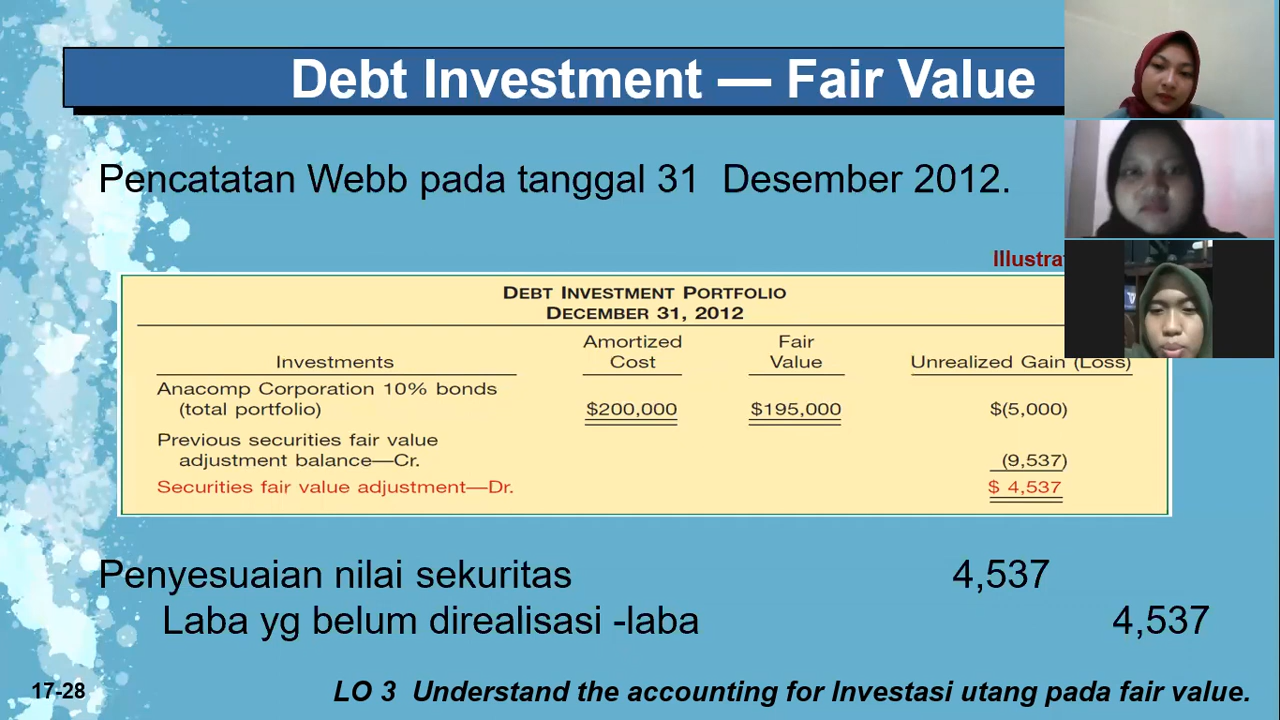 Debt Investment — Fair Value
Pencatatan Webb pada tanggal 31 Desember 2012.
DEBT INVESTMENT PORTFOLIO
DECEMBER 31, 2012
Investments Amortized Cost Fair Value Unrealized Gain (Loss)
Anacomp Corporation 10% bonds
(total portfolio) $200,000 $195,000 $(5,000)
Previous securities fair value
adjustment balance—Cr. (9,537)
Securities fair value adjustment—Dr. $ 4,537
Penyesuaian nilai sekuritas 4,537
Laba yg belum direalisasi -laba 4,537
17-28 LO 3 Understand the accounting for Investasi utang pada fair value.